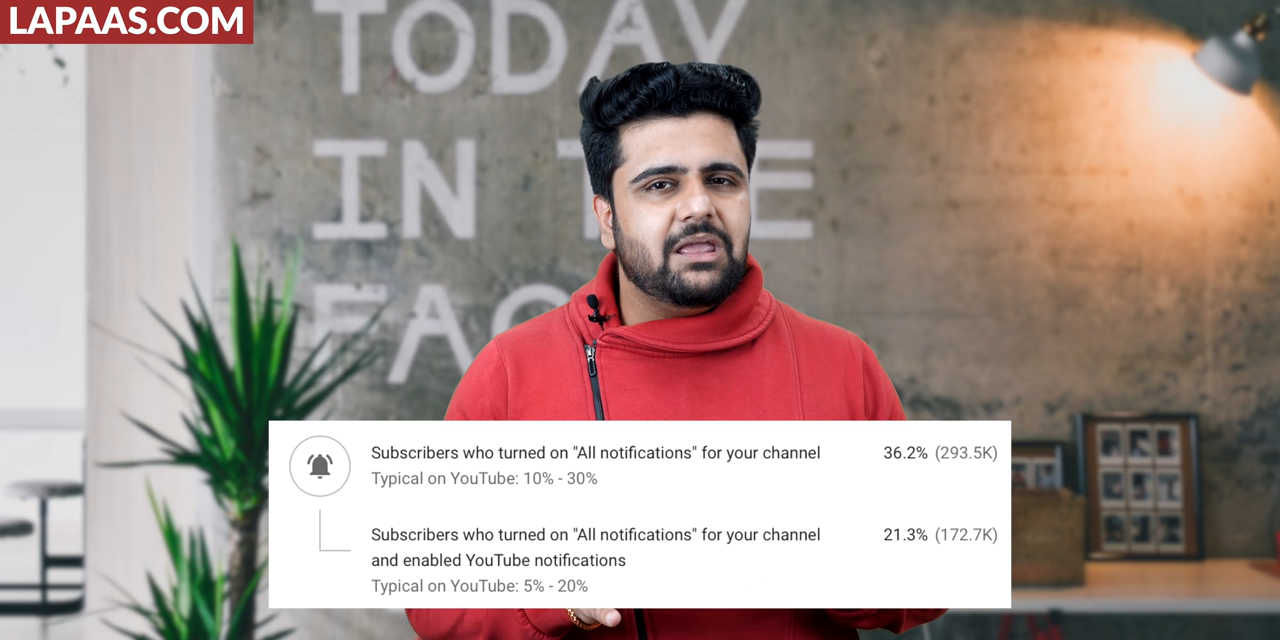 LAPAAS.COM
TODAY
IN THE
FAC
Subscribers who turned on "All notifications" for your channel 36.2% (293.5K)
Typical on YouTube: 10% - 30%
Subscribers who turned on "All notifications" for your channel 21.3% (172.7K)
and enabled YouTube notifications
Typical on YouTube: 5% - 20%